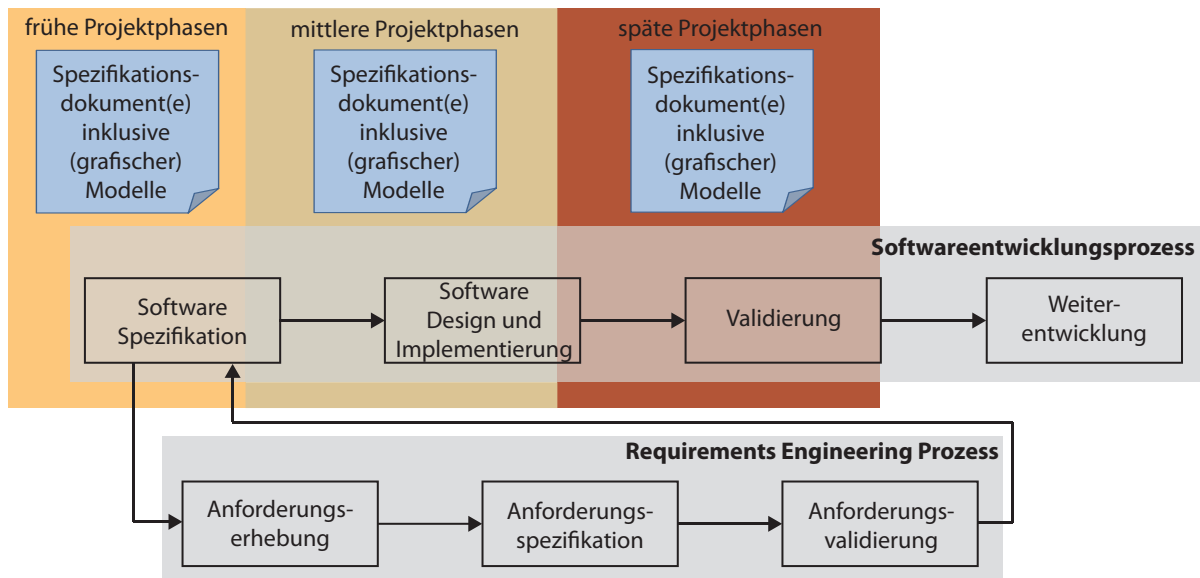 frühe Projektphasen
mittlere Projektphasen
späte Projektphasen
Spezifikations-
dokument(e)
inklusive
(grafischer)
Modelle
Spezifikations-
dokument(e)
inklusive
(grafischer)
Modelle
Spezifikations-
dokument(e)
inklusive
(grafischer)
Modelle
Softwareentwicklungsprozess
Software
Spezifikation
Software
Design und
Implementierung
Validierung
Weiter-
entwicklung
Requirements Engineering Prozess
Anforderungs-
erhebung
Anforderungs-
spezifikation
Anforderungs-
validierung